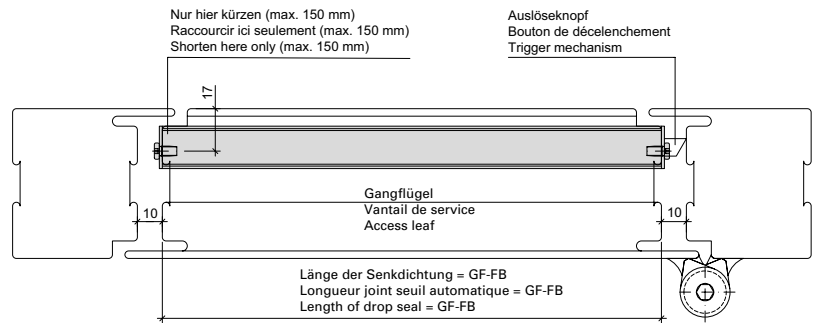 Nur hier kürzen (max. 150 mm)
Raccourcir ici seulement (max. 150 mm)
Shorten here only (max. 150 mm)
Auslöseknopf
Bouton de décelenchement
Trigger mechanism
17
10
Gangflügel
Vantail de service
Access leaf
10
Länge der Senkdichtung = GF-FB
Longueur joint seuil automatique = GF-FB
Length of drop seal = GF-FB